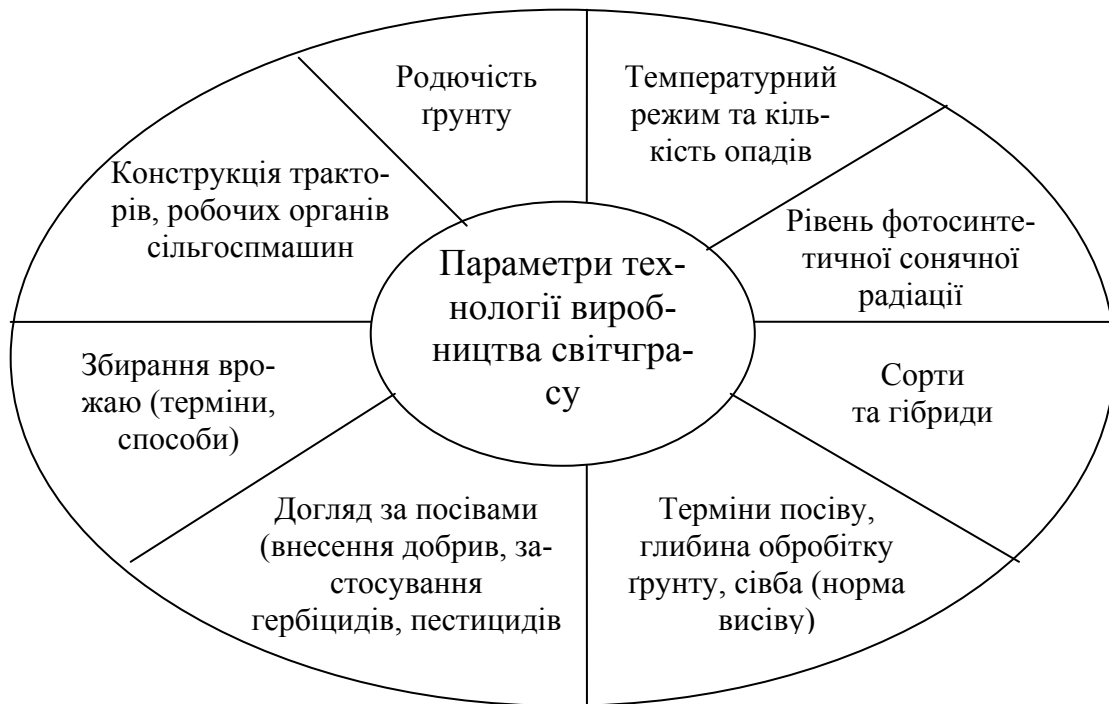 Родючість
ґрунту
Температурний
режим та кіль-
кість опадів
Конструкція тракто-
рів, робочих органів
сільгоспмашин
Рівень фотосинте-
тичної сонячної
радіації
Параметри тех-
нології вироб-
ництва світчгра-
су
Збирання вро-
жаю (терміни,
способи)
Сорти
та гібриди
Догляд за посівами
(внесення добрив, за-
стосування
гербіцидів, пестицидів
Терміни посіву,
глибина обробітку
ґрунту, сівба (норма
висіву)